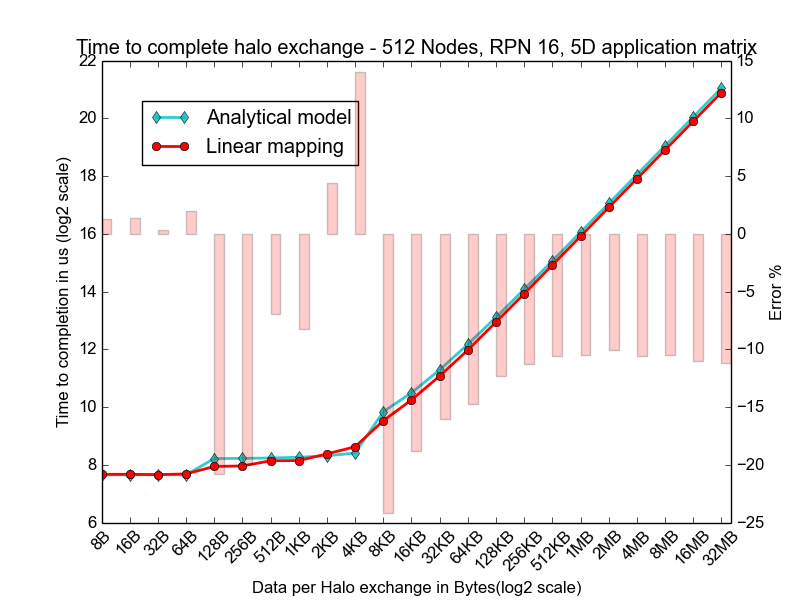 Time to complete halo exchange - 512 Nodes, RPN 16, 5D application matrix
Analytical model
Linear mapping
Time to completion in us (log2 scale)
22
20
18
16
14
12
10
8
6
15
10
5
0
−5
−10
−15
−20
−25
Error %
8B
16B
32B
64B
128B
256B
512B
1KB
2KB
4KB
8KB
16KB
32KB
64KB
128KB
256KB
512KB
1MB
2MB
4MB
8MB
16MB
32MB
Data per Halo exchange in Bytes(log2 scale)